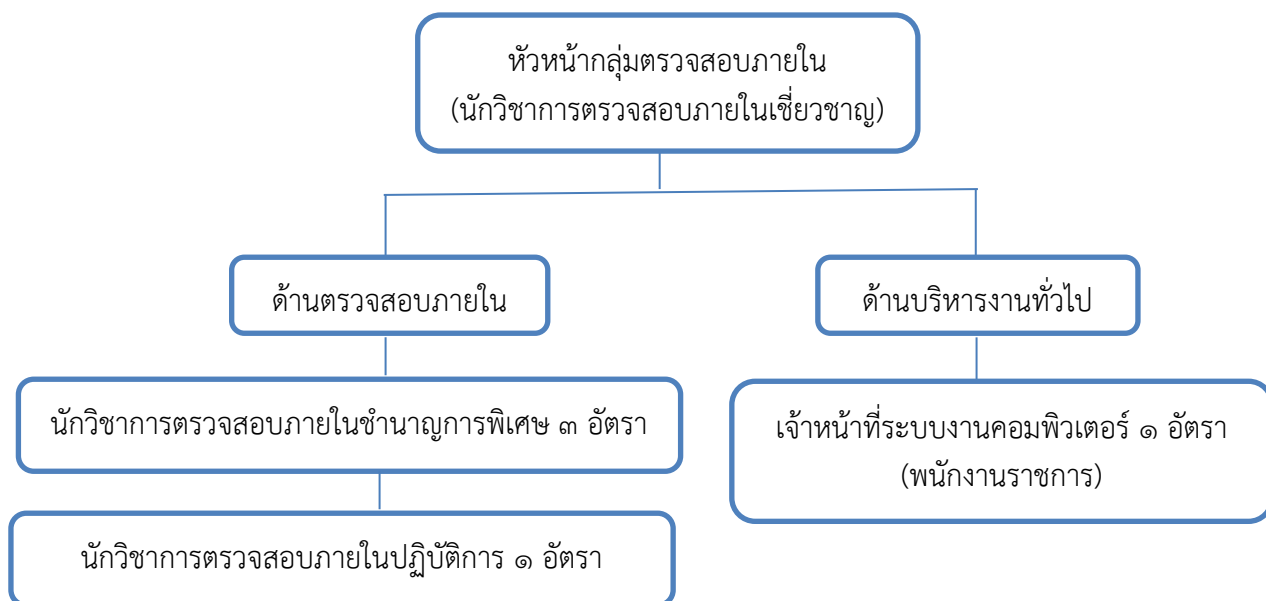 หัวหน้ากลุ่มตรวจสอบภายใน
(นักวิชาการตรวจสอบภายในเชี่ยวชาญ)
ด้านตรวจสอบภายใน
ด้านบริหารงานทั่วไป
นักวิชาการตรวจสอบภายในชำนาญการพิเศษ ๓ อัตรา
เจ้าหน้าที่ระบบงานคอมพิวเตอร์ ๑ อัตรา
(พนักงานราชการ)
นักวิชาการตรวจสอบภายในปฏิบัติการ ๑ อัตรา